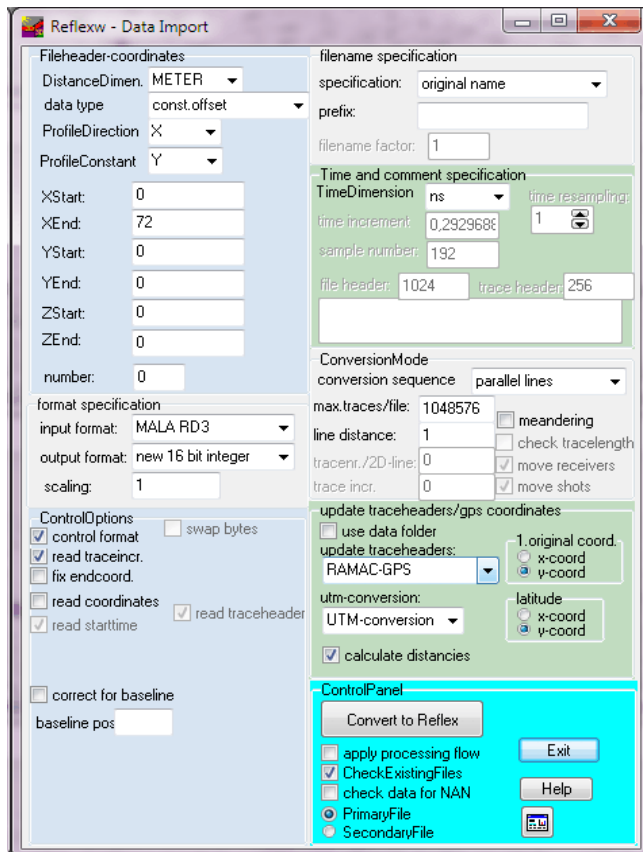 Reflexw - Data Import
Fileheader-coordinates
DistanceDimen. METER
data type const.offset
ProfileDirection X
ProfileConstant Y
XStart: 0
XEnd: 72
YStart: 0
YEnd: 0
ZStart: 0
ZEnd: 0
number: 0
format specification
input format: MALA RD3
output format: new 16 bit integer
scaling: 1
ControlOptions
swap bytes
control format
read traceincr.
fix endcoord.
read coordinates
read traceheader
read starttime
correct for baseline
baseline pos
filename specification
specification: original name
prefix:
filename factor: 1
Time and comment specification
TimeDimension ns
time resampling:
time increment 0,2929688
1
sample number: 192
file header: 1024 trace header: 256
ConversionMode
conversion sequence parallel lines
max.traces/file: 1048576
meandering
line distance: 1
check tracelength
tracenr./2D-line: 0
move receivers
trace incr. 0
move shots
update traceheaders/gps coordinates
use data folder
update traceheaders:
RAMAC-GPS
1.original coord.
x-coord
y-coord
utm-conversion:
UTM-conversion
latitude
x-coord
y-coord
calculate distancies
ControlPanel
Convert to Reflex
apply processing flow
Exit
CheckExistingFiles
check data for NAN
Help
PrimaryFile
SecondaryFile